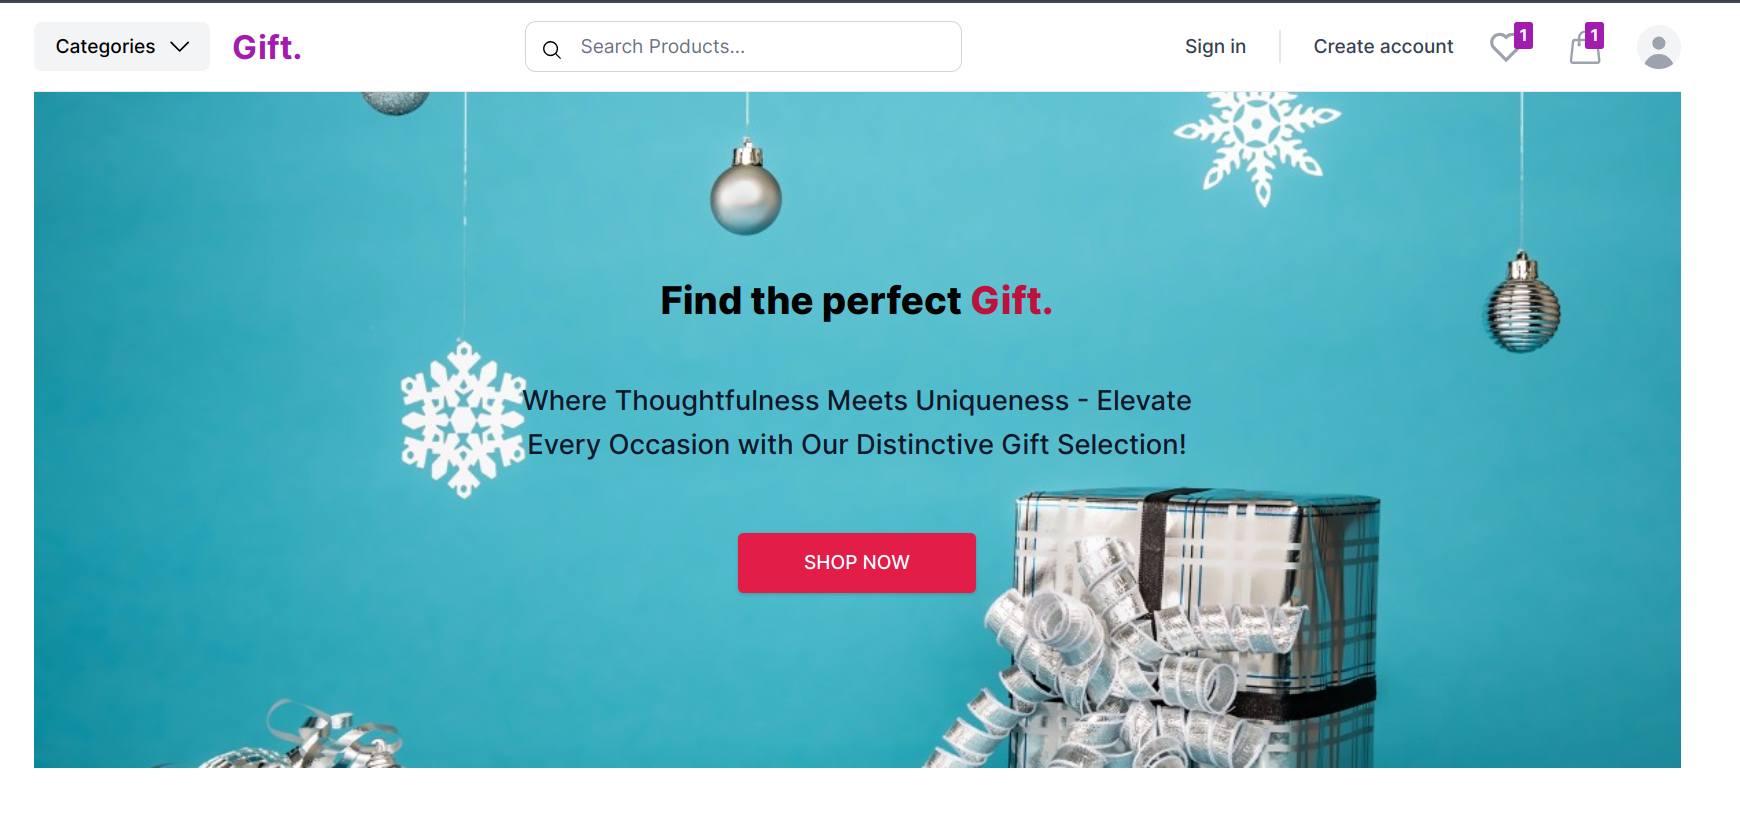 Categories
Gift.
Search Products...
Sign in
Create account
1
1
Find the perfect Gift.
Where Thoughtfulness Meets Uniqueness - Elevate
Every Occasion with Our Distinctive Gift Selection!
SHOP NOW